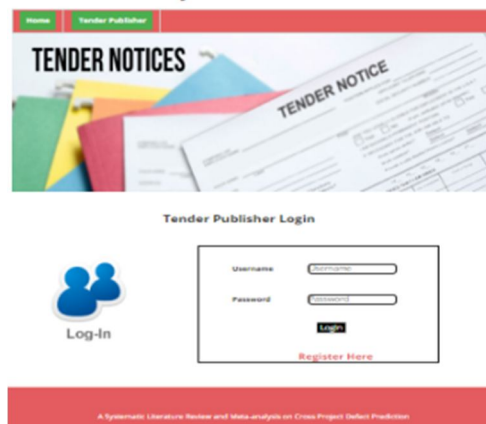 Home Tender Publisher
TENDER NOTICES
TENDER NOTICE
Tender Publisher Login
Username Username
Password Password
Login
Log-In
Register Here
A Systematic Literature Review and Meta-analysis on Cross Project Defect Prediction